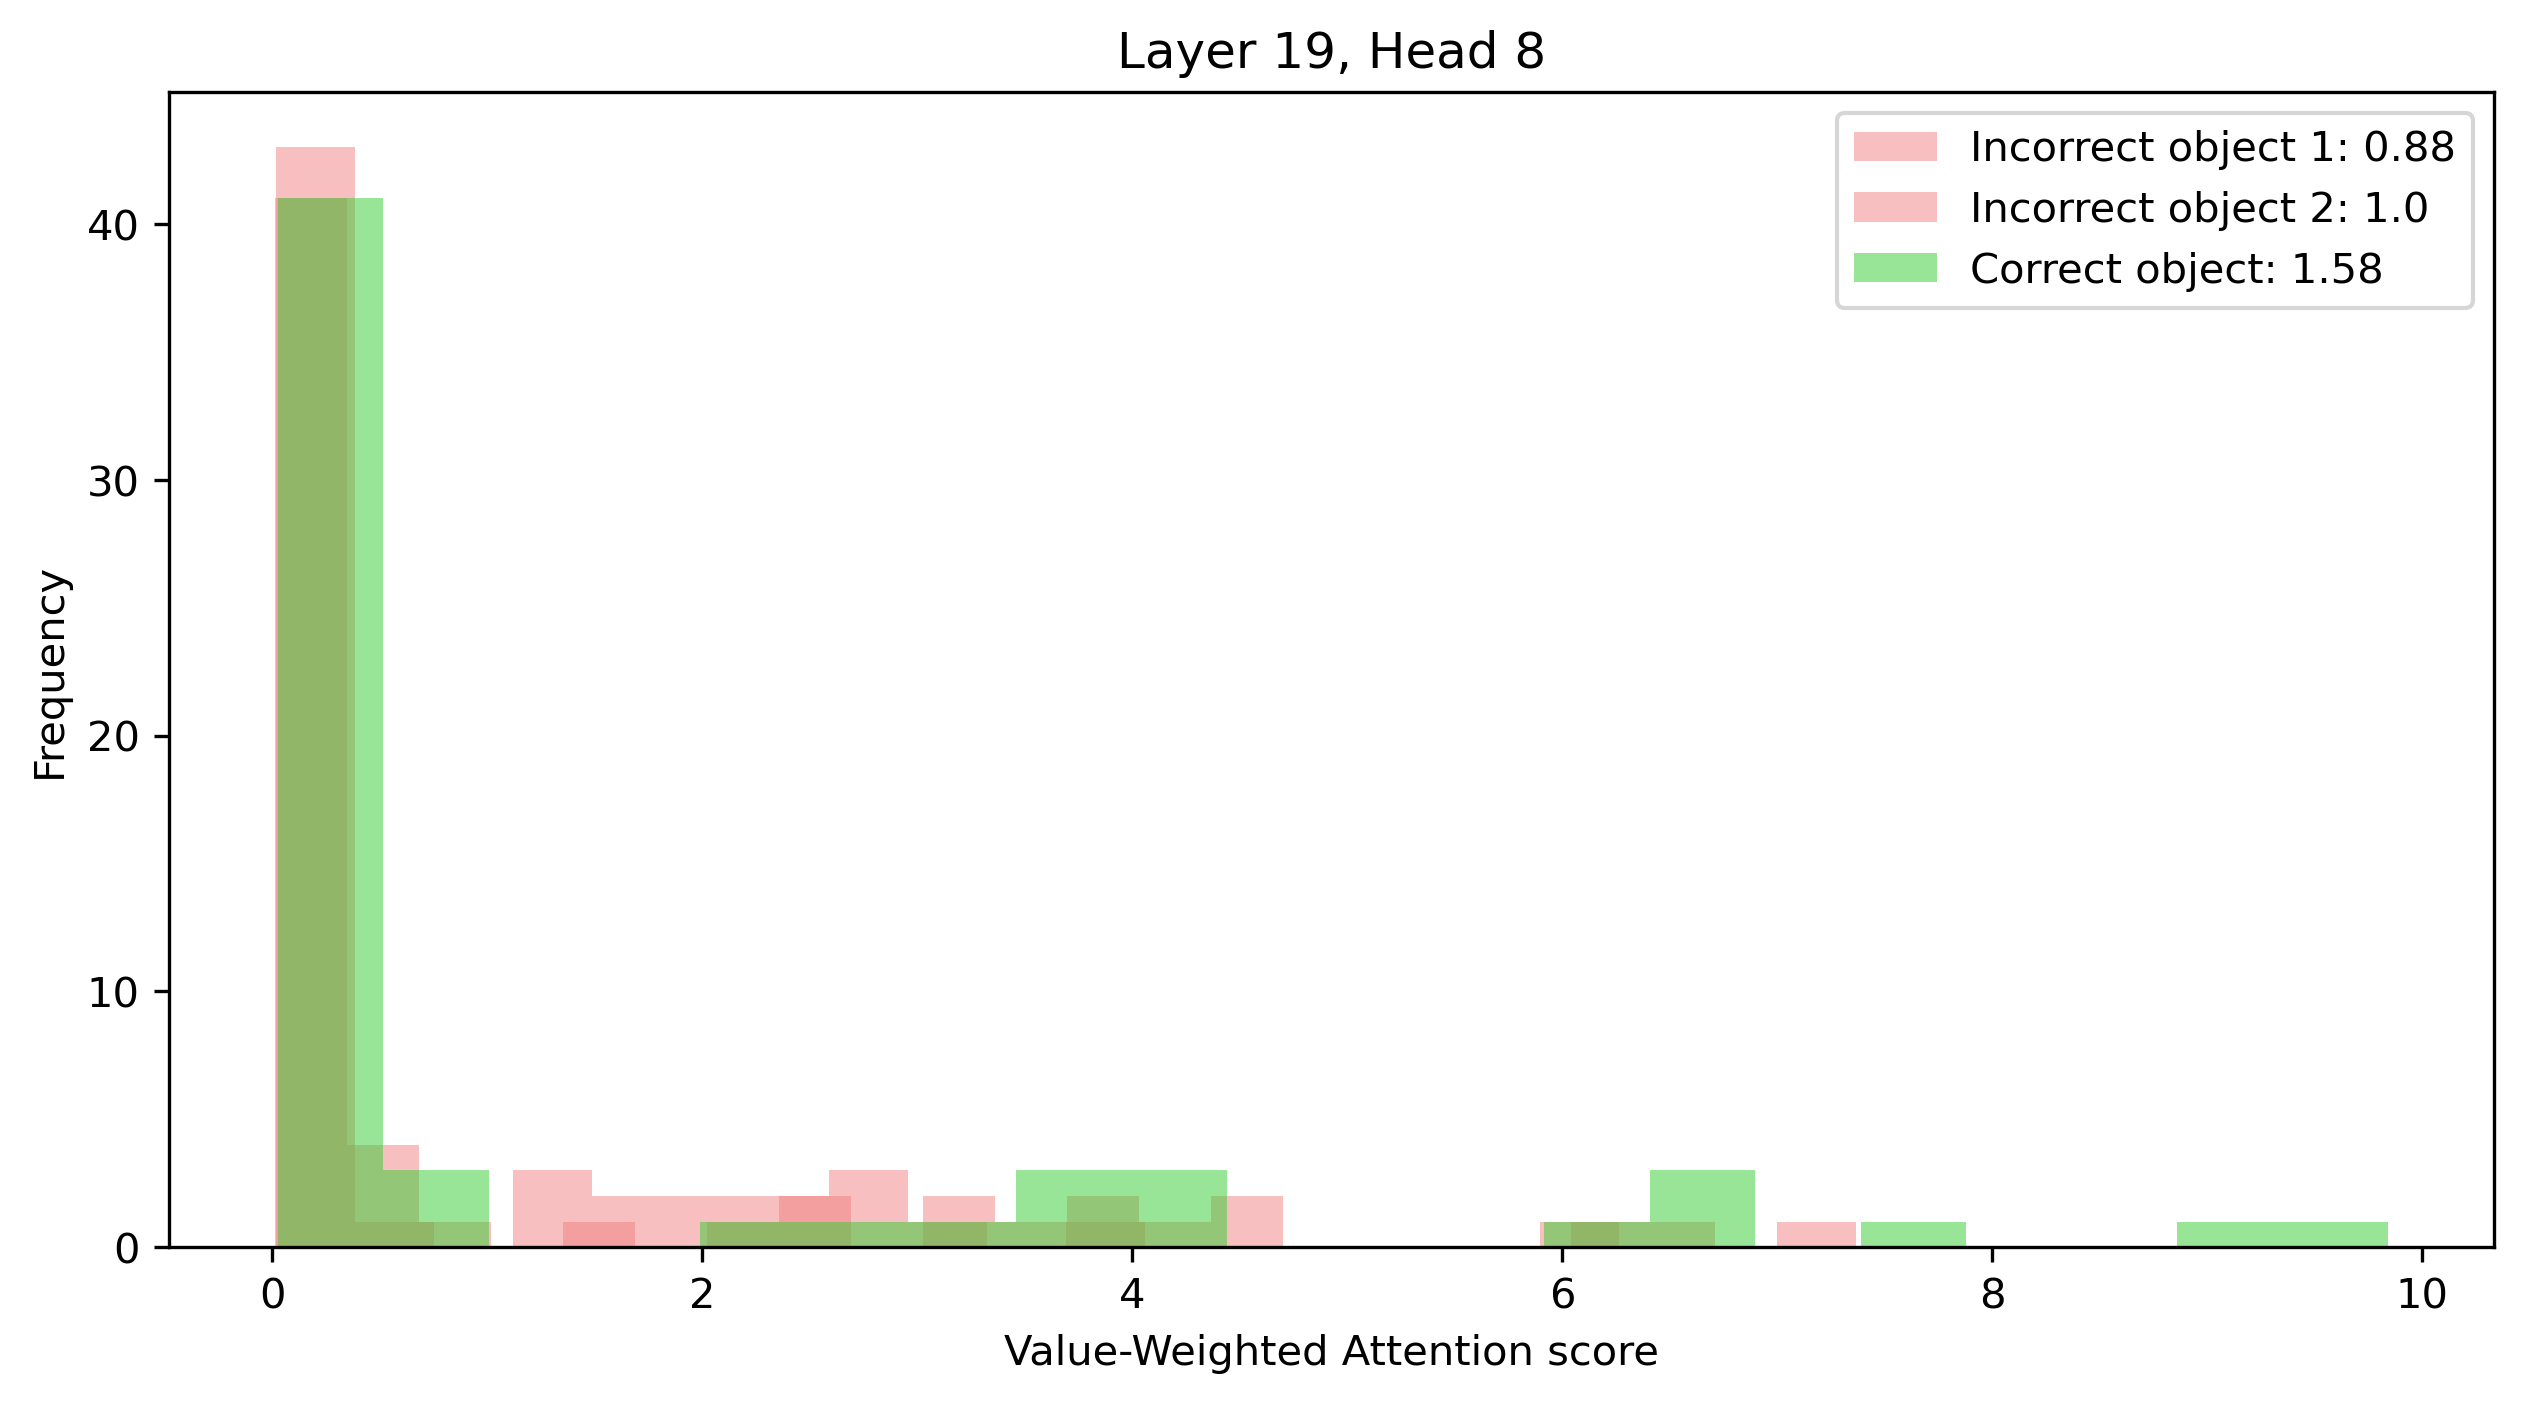 Layer 19, Head 8
Incorrect object 1: 0.88
Incorrect object 2: 1.0
Correct object: 1.58
Frequency
40
30
20
10
0
0 2 4 6 8 10
Value-Weighted Attention score